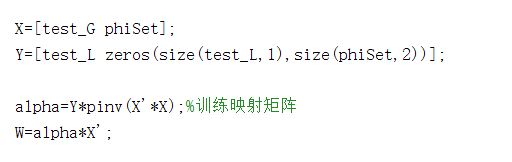 X=[test_G phiSet];
Y=[test_L zeros(size(test_L,1),size(phiSet,2))];
alpha=Y*pinv(X'*X);%训练映射矩阵
W=alpha*X';